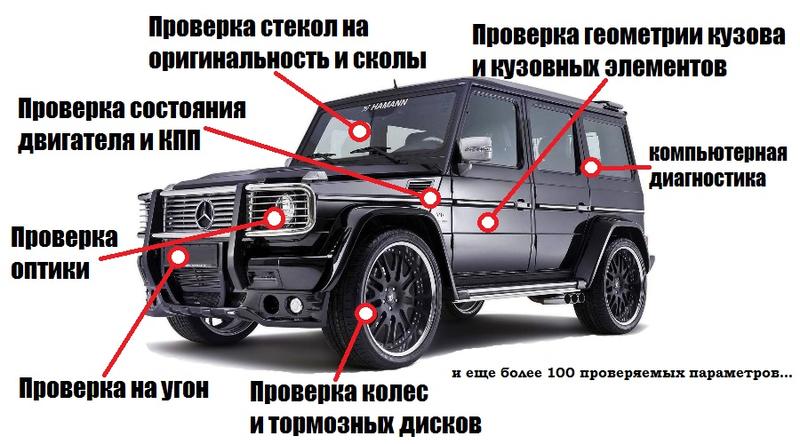 Проверка стекол на
оригинальность и сколы
Проверка геометрии кузова
и кузовных элементов
Проверка состояния
двигателя и КПП
HAMANN
компьютерная
диагностика
Проверка
оптики
Проверка на угон
Проверка колес
и тормозных дисков
и еще более 100 проверяемых параметров...